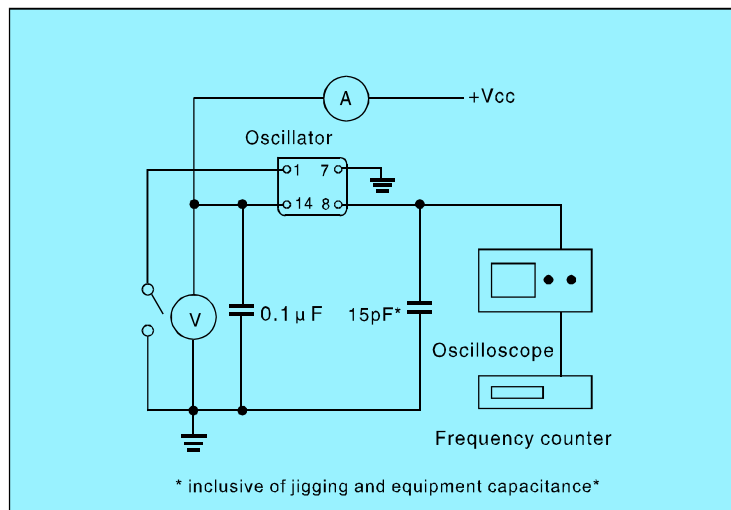 A
+Vcc
Oscillator
1 7
14 8
V
0.1μF
15pF*
Oscilloscope
Frequency counter
* inclusive of jigging and equipment capacitance*